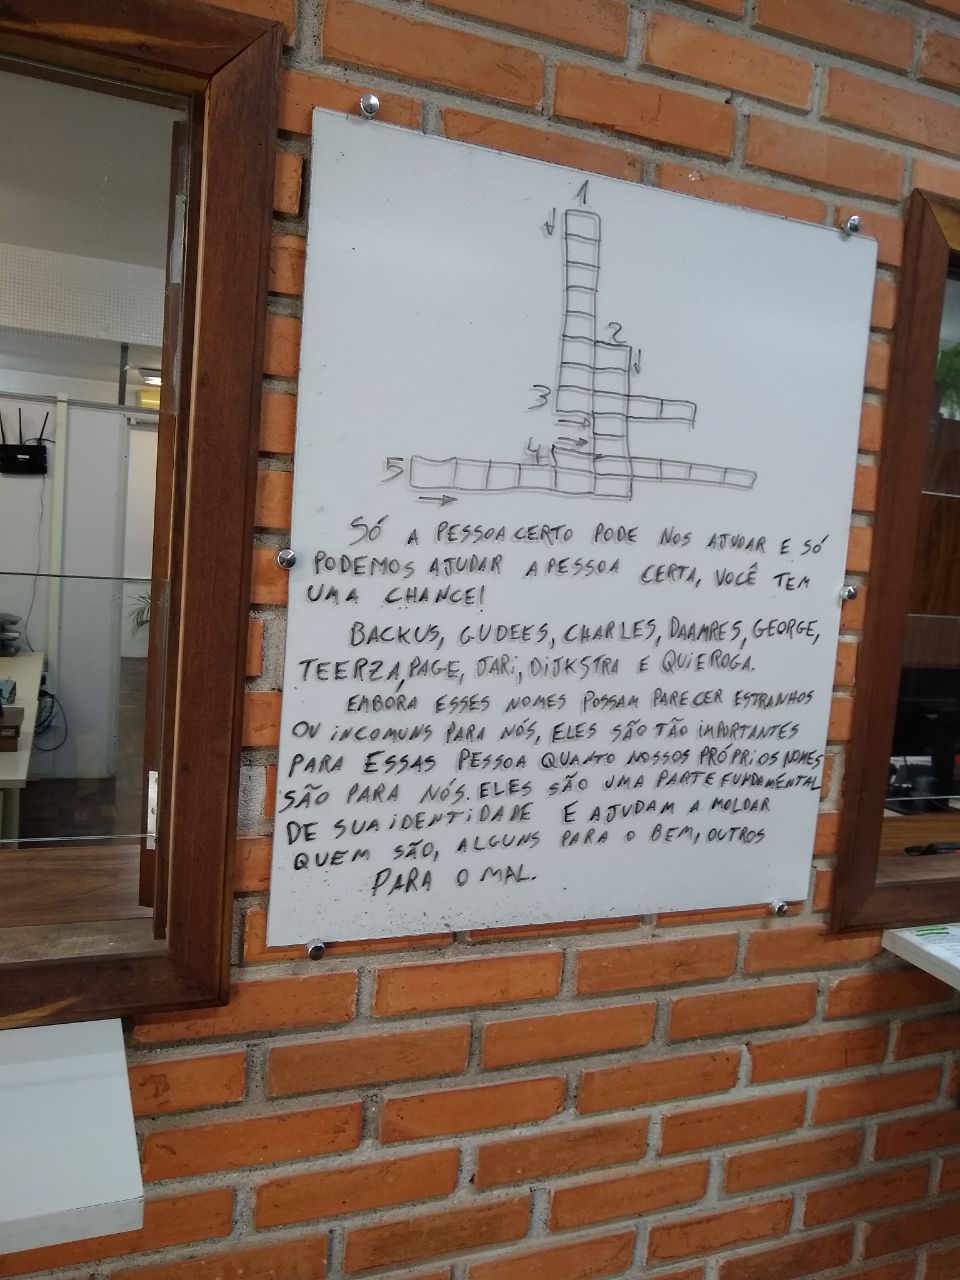 1
2
3
4
5
SÓ A PESSOA CERTO PODE NOS AJUDAR E SÓ
PODEMOS AJUDAR A PESSOA CERTA, VOCÊ TEM
UMA CHANCE!
BACKUS, GUDEES, CHARLES, DAAMRES, GEORGE,
TEERZA, PAGE, JARI, DIJKSTRA E QUIEROGA.
EMBORA ESSES NOMES POSSAM PARECER ESTRANHOS
OU INCOMUNS PARA NÓS, ELES SÃO TÃO IMPORTANTES
PARA ESSAS PESSOA QUANTO NOSSOS PRÓPRIOS NOMES
SÃO PARA NÓS. ELES SÃO UMA PARTE FUNDAMENTAL
DE SUA IDENTIDADE E AJUDAM A MOLDAR
QUEM SÃO, ALGUNS PARA O BEM, OUTROS
PARA O MAL.